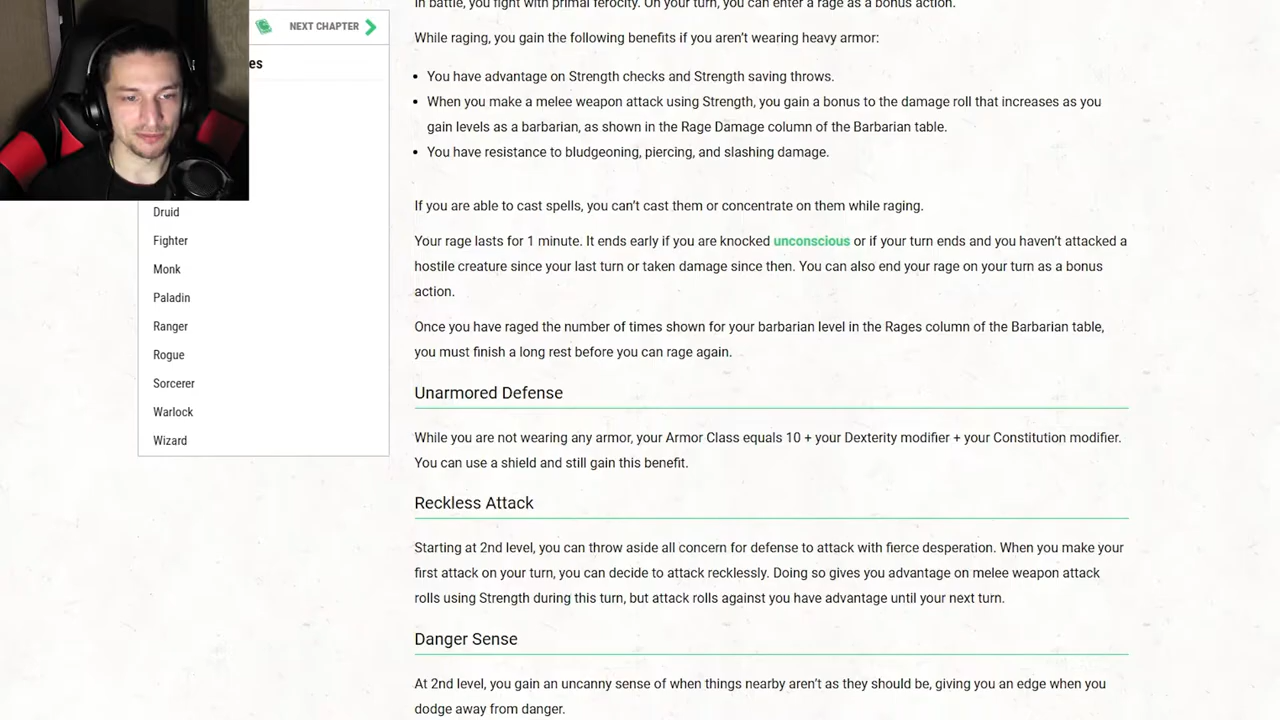 In battle, you fight with primal ferocity. On your turn, you can enter a rage as a bonus action.
NEXT CHAPTER
While raging, you gain the following benefits if you aren’t wearing heavy armor:
es
• You have advantage on Strength checks and Strength saving throws.
• When you make a melee weapon attack using Strength, you gain a bonus to the damage roll that increases as you
gain levels as a barbarian, as shown in the Rage Damage column of the Barbarian table.
• You have resistance to bludgeoning, piercing, and slashing damage.
Druid
Fighter
Monk
Paladin
Ranger
Rogue
Sorcerer
Warlock
Wizard
If you are able to cast spells, you can’t cast them or concentrate on them while raging.
Your rage lasts for 1 minute. It ends early if you are knocked unconscious or if your turn ends and you haven’t attacked a
hostile creature since your last turn or taken damage since then. You can also end your rage on your turn as a bonus
action.
Once you have raged the number of times shown for your barbarian level in the Rages column of the Barbarian table,
you must finish a long rest before you can rage again.
Unarmored Defense
While you are not wearing any armor, your Armor Class equals 10 + your Dexterity modifier + your Constitution modifier.
You can use a shield and still gain this benefit.
Reckless Attack
Starting at 2nd level, you can throw aside all concern for defense to attack with fierce desperation. When you make your
first attack on your turn, you can decide to attack recklessly. Doing so gives you advantage on melee weapon attack
rolls using Strength during this turn, but attack rolls against you have advantage until your next turn.
Danger Sense
At 2nd level, you gain an uncanny sense of when things nearby aren’t as they should be, giving you an edge when you
dodge away from danger.